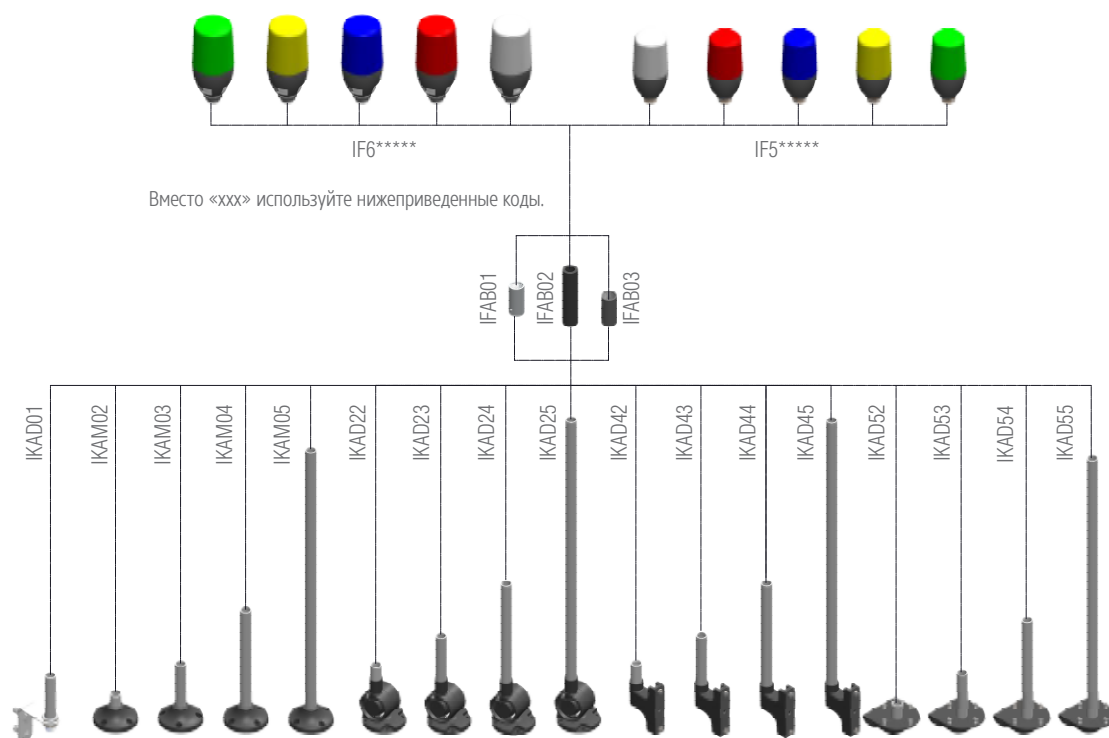 IF6*****
IF5*****
Вместо «xxx» используйте нижеприведенные коды.
IFAB01
IFAB02
IFAB03
IKAD01
IKAM02
IKAM03
IKAM04
IKAM05
IKAD22
IKAD23
IKAD24
IKAD25
IKAD42
IKAD43
IKAD44
IKAD45
IKAD52
IKAD53
IKAD54
IKAD55